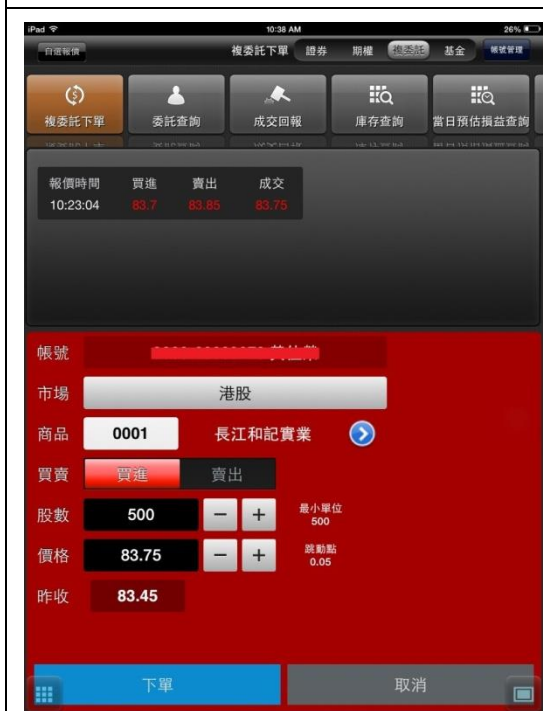 iPad 10:38 AM 26%
自選報價 複委託下單 證券 期權 複委託 基金 帳號管理
複委託下單 委託查詢 成交回報 庫存查詢 當日預估損益查詢
報價時間 買進 賣出 成交
10:23:04 83.7 83.85 83.75
帳號
市場 港股
商品 0001 長江和記實業
買賣 買進 賣出
股數 500 − + 最小單位
500
價格 83.75 − + 跳動點
0.05
昨收 83.45
下單 取消